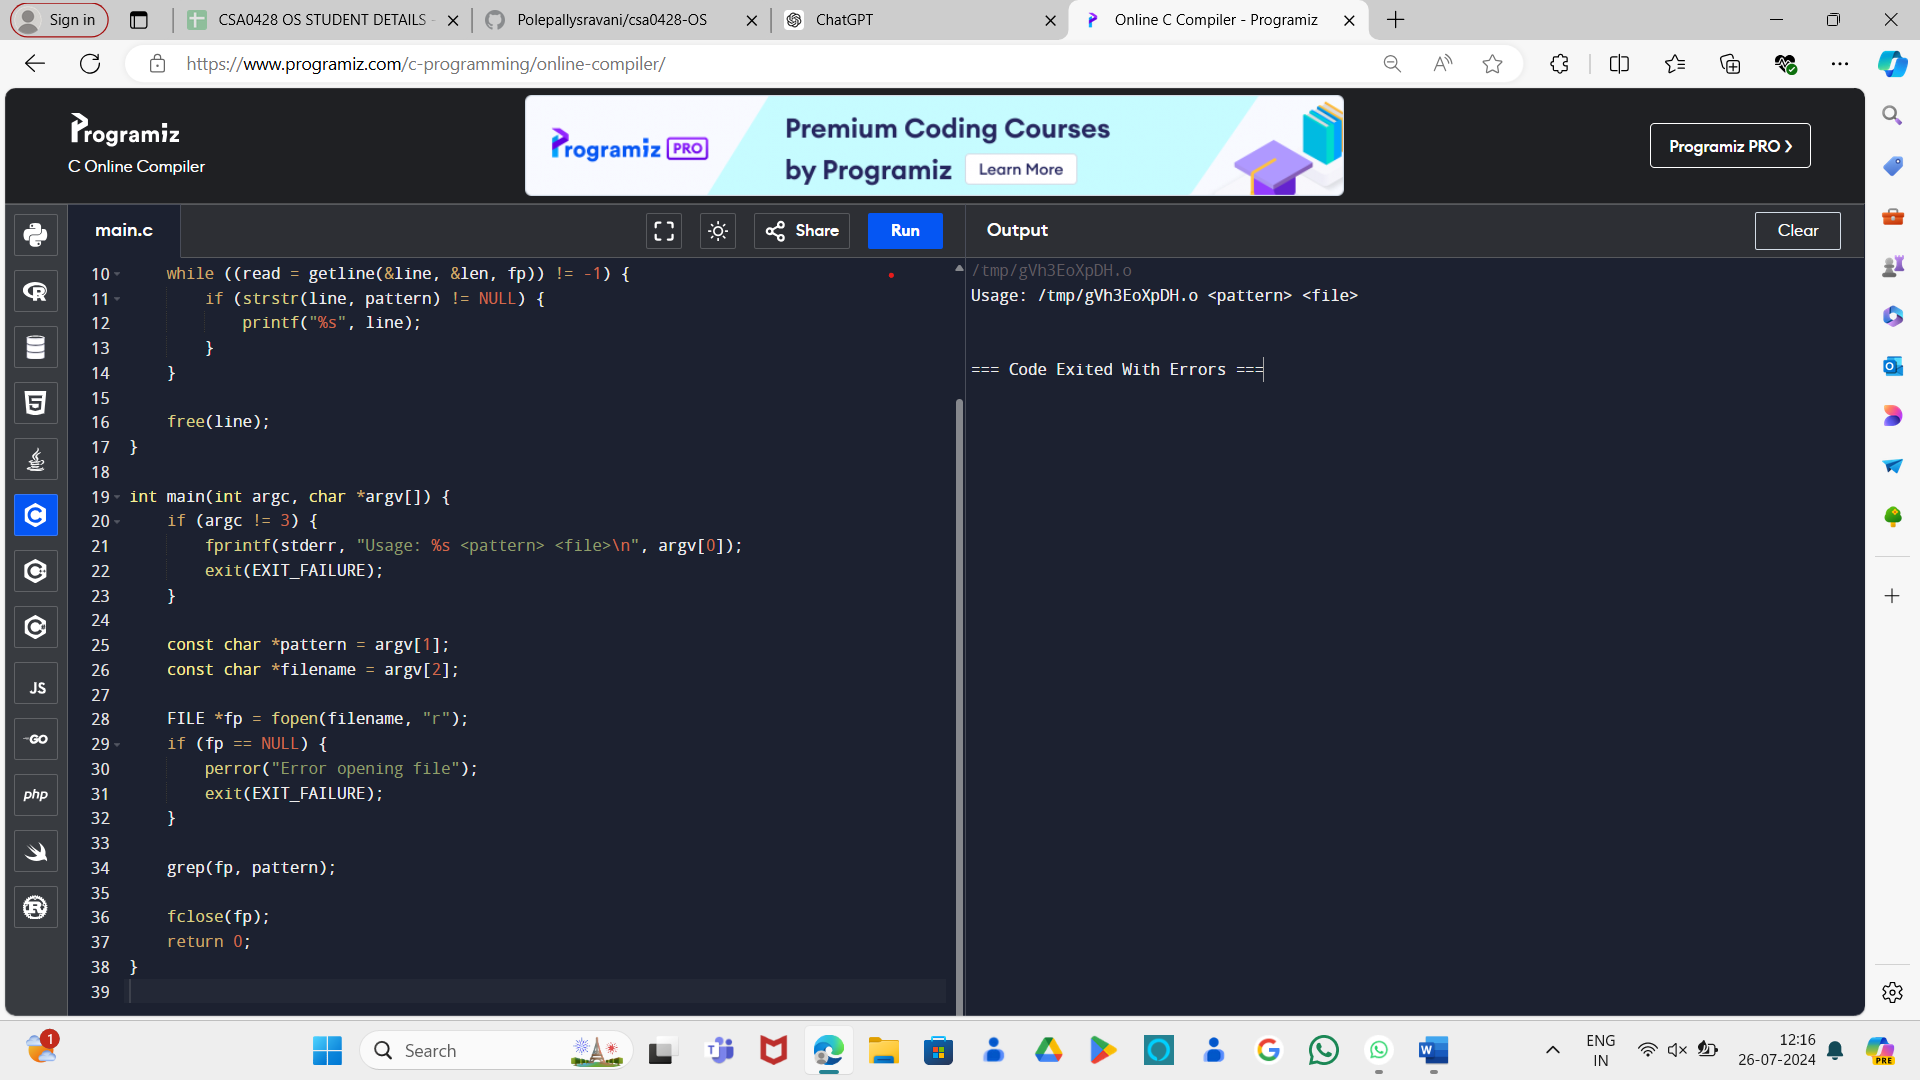 Sign in
CSA0428 OS STUDENT DETAILS -
Polepallysravani/csa0428-OS
ChatGPT
Online C Compiler - Programiz
https://www.programiz.com/c-programming/online-compiler/
Programiz
C Online Compiler
Programiz PRO
Premium Coding Courses
by Programiz
Learn More
Programiz PRO
main.c
Share
Run
Output
Clear
10 while ((read = getline(&line, &len, fp)) != -1) {
11 if (strstr(line, pattern) != NULL) {
12 printf("%s", line);
13 }
14 }
15
16 free(line);
17 }
18
19 int main(int argc, char *argv[]) {
20 if (argc != 3) {
21 fprintf(stderr, "Usage: %s <pattern> <file>\n", argv[0]);
22 exit(EXIT_FAILURE);
23 }
24
25 const char *pattern = argv[1];
26 const char *filename = argv[2];
27
28 FILE *fp = fopen(filename, "r");
29 if (fp == NULL) {
30 perror("Error opening file");
31 exit(EXIT_FAILURE);
32 }
33
34 grep(fp, pattern);
35
36 fclose(fp);
37 return 0;
38 }
39
/tmp/gVh3EoXpDH.o
Usage: /tmp/gVh3EoXpDH.o <pattern> <file>
=== Code Exited With Errors ===
JS
GO
php
1
Search
ENG
IN
12:16
26-07-2024
PRE